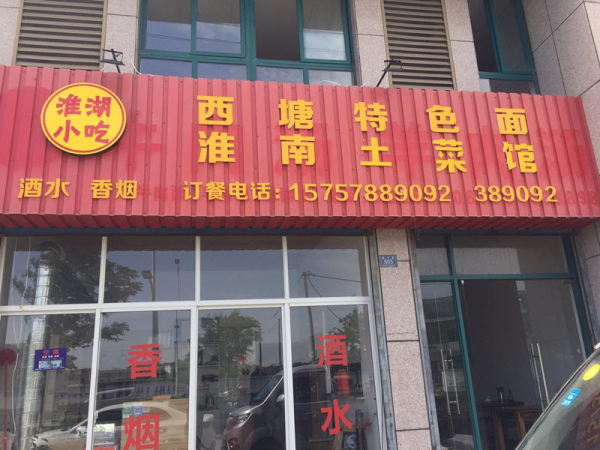 淮湖
小吃
西塘特色面
淮南土菜馆
酒水 香烟 订餐电话:15757889092 389092
香烟
酒水